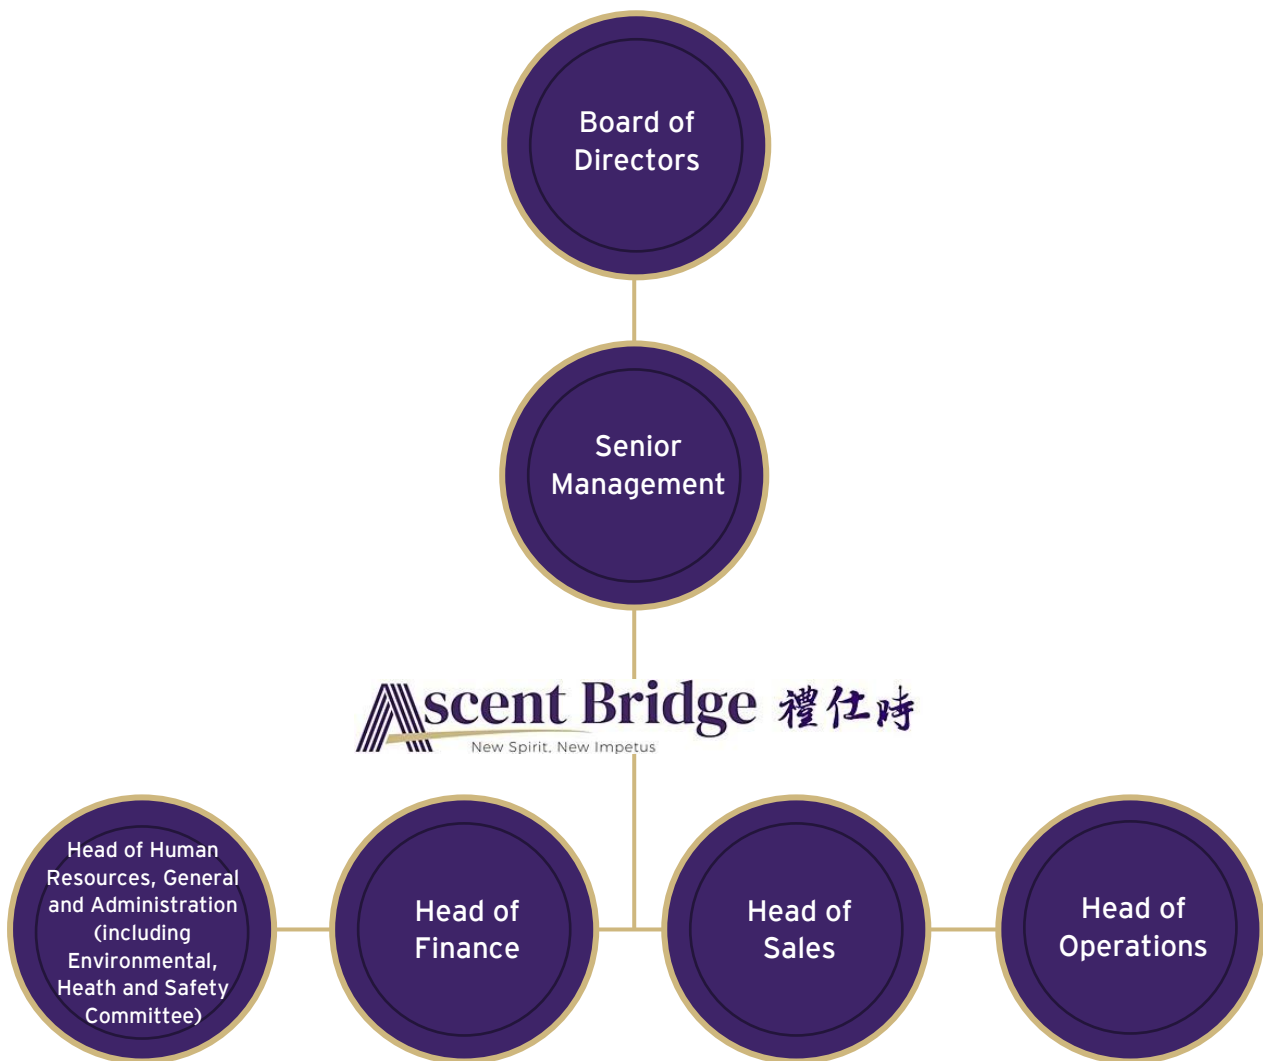 Board of
Directors
Senior
Management
Ascent Bridge 禮仕時
New Spirit, New Impetus
Head of Human
Resources, General
and Administration
(including
Environmental,
Heath and Safety
Committee)
Head of
Finance
Head of
Sales
Head of
Operations